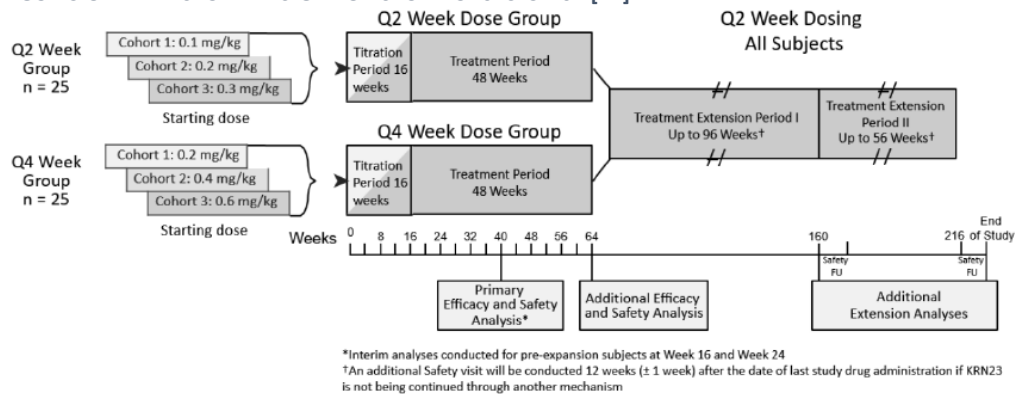 Q2 Week Dose Group
Q2 Week Dosing
All Subjects
Q2 Week
Group
n = 25
Cohort 1: 0.1 mg/kg
Cohort 2: 0.2 mg/kg
Cohort 3: 0.3 mg/kg
Starting dose
Titration
Period 16
weeks
Treatment Period
48 Weeks
Treatment Extension Period I
Up to 96 Weeks†
Treatment Extension
Period II
Up to 56 Weeks†
Q4 Week Dose Group
Q4 Week
Group
n = 25
Cohort 1: 0.2 mg/kg
Cohort 2: 0.4 mg/kg
Cohort 3: 0.6 mg/kg
Starting dose
Titration
Period 16
weeks
Treatment Period
48 Weeks
Weeks 0 8 16 24 32 40 48 56 64 160 216 End of Study
Safety
FU
Safety
FU
Primary
Efficacy and Safety
Analysis*
Additional Efficacy
and Safety Analysis
Additional
Extension Analyses
*Interim analyses conducted for pre-expansion subjects at Week 16 and Week 24
†An additional Safety visit will be conducted 12 weeks (± 1 week) after the date of last study drug administration if KRN23
is not being continued through another mechanism